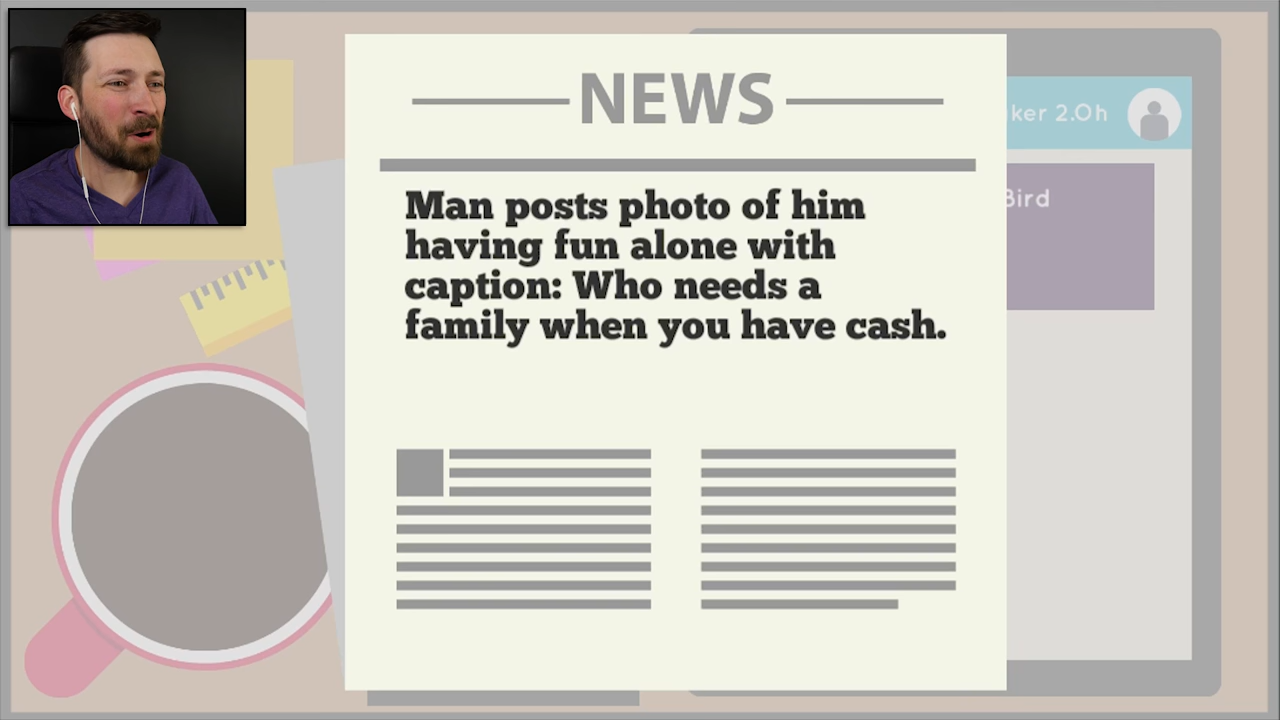 NEWS
ker 2.0h
Bird
Man posts photo of him
having fun alone with
caption: Who needs a
family when you have cash.